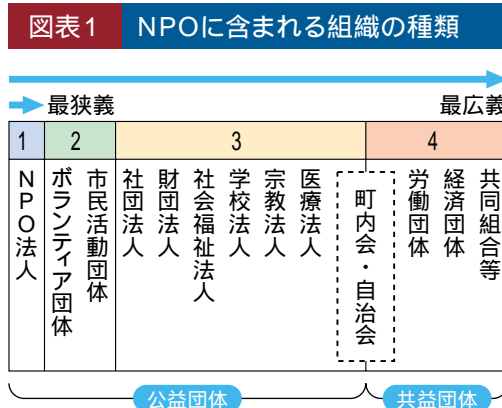 図表1 NPOに含まれる組織の種類
最狭義 最広義
1 2 3 4
NPO法人
ボランティア団体
市民活動団体
社団法人
財団法人
社会福祉法人
学校法人
宗教法人
医療法人
町内会・自治会
労働団体
経済団体
共同組合等
公益団体 共益団体